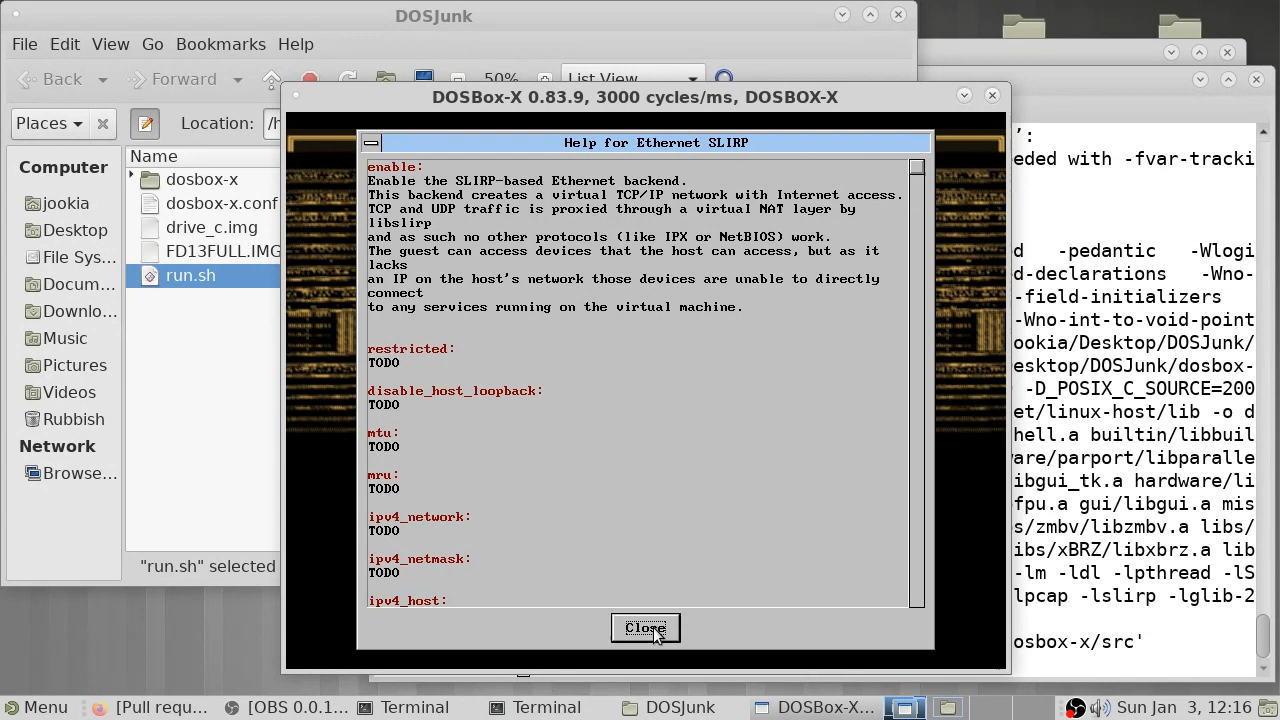 DOSJunk
File Edit View Go Bookmarks Help
Back Forward 50% List View
Places Location: /h
Computer
jookia
Desktop
File Sys...
Docum...
Downlo...
Music
Pictures
Videos
Rubbish
Network
Browse...
Name
dosbox-x
dosbox-x.conf
drive_c.img
FD13FULL.IMG
run.sh
"run.sh" selected
DOSBox-X 0.83.9, 3000 cycles/ms, DOSBOX-X
Help for Ethernet SLIRP
enable:
Enable the SLIRP-based Ethernet backend.
This backend creates a virtual TCP/IP network with Internet access.
TCP and UDP traffic is proxied through a virtual NAT layer by
libslirp
and as such no other protocols (like IPX or NetBIOS) work.
The guest can access devices that the host can access, but as it
lacks
an IP on the host's network those devices are unable to directly
connect
to any services running on the virtual machine.
restricted:
TODO
disable_host_loopback:
TODO
mtu:
TODO
mru:
TODO
ipv4_network:
TODO
ipv4_netmask:
TODO
ipv4_host:
Close
’:
eded with -fvar-tracki
d -pedantic -Wlogi
d-declarations -Wno-
-field-initializers
-Wno-int-to-void-point
ookia/Desktop/DOSJunk/
esktop/DOSJunk/dosbox-
-D_POSIX_C_SOURCE=200
et/linux-host/lib -o d
hell.a builtin/libbuil
ware/parport/libparalle
ibgui_tk.a hardware/li
fpu.a gui/libgui.a mis
s/zmbv/libzmbv.a libs/
ibs/xBRZ/libxbrz.a lib
-lm -ldl -lpthread -lS
lpcap -lslirp -lglib-2
osbox-x/src'
Menu [Pull requ... [OBS 0.0.1... Terminal Terminal DOSJunk DOSBox-X... Sun Jan 3, 12:16